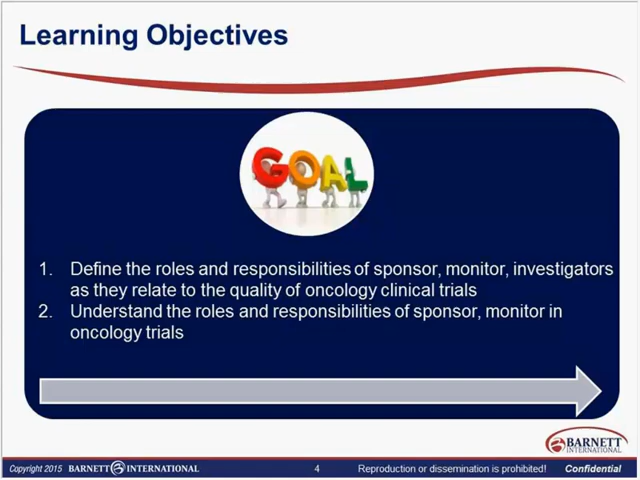 Learning Objectives
GOAL
1. Define the roles and responsibilities of sponsor, monitor, investigators
as they relate to the quality of oncology clinical trials
2. Understand the roles and responsibilities of sponsor, monitor in
oncology trials
BARNETT
INTERNATIONAL
Copyright 2015 BARNETT INTERNATIONAL 4 Reproduction or dissemination is prohibited! Confidential